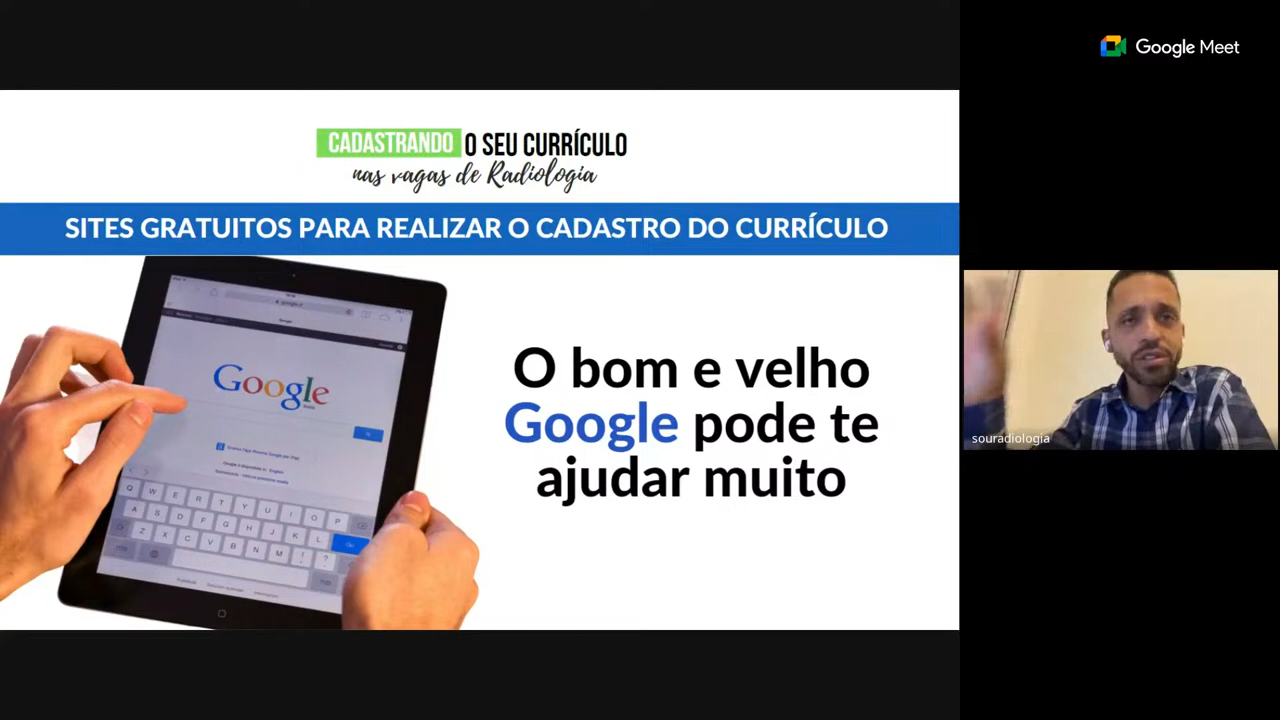 Google Meet
CADASTRANDO O SEU CURRÍCULO
nas vagas de Radiologia
SITES GRATUITOS PARA REALIZAR O CADASTRO DO CURRÍCULO
Google
O bom e velho
Google pode te
ajudar muito
Q W E R T Y U I O P
A S D F G H J K L
Z X C V B N M ! ?
souradiologia